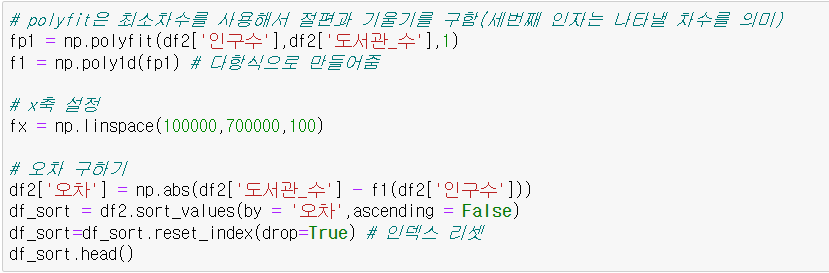 # polyfit은 최소차수를 사용해서 절편과 기울기를 구함(세번째 인자는 나타낼 차수를 의미)
fp1 = np.polyfit(df2['인구수'],df2['도서관_수'],1)
f1 = np.poly1d(fp1) # 다항식으로 만들어줌

# x축 설정
fx = np.linspace(100000,700000,100)

# 오차 구하기
df2['오차'] = np.abs(df2['도서관_수'] - f1(df2['인구수']))
df_sort = df2.sort_values(by = '오차',ascending = False)
df_sort=df_sort.reset_index(drop=True) # 인덱스 리셋
df_sort.head()